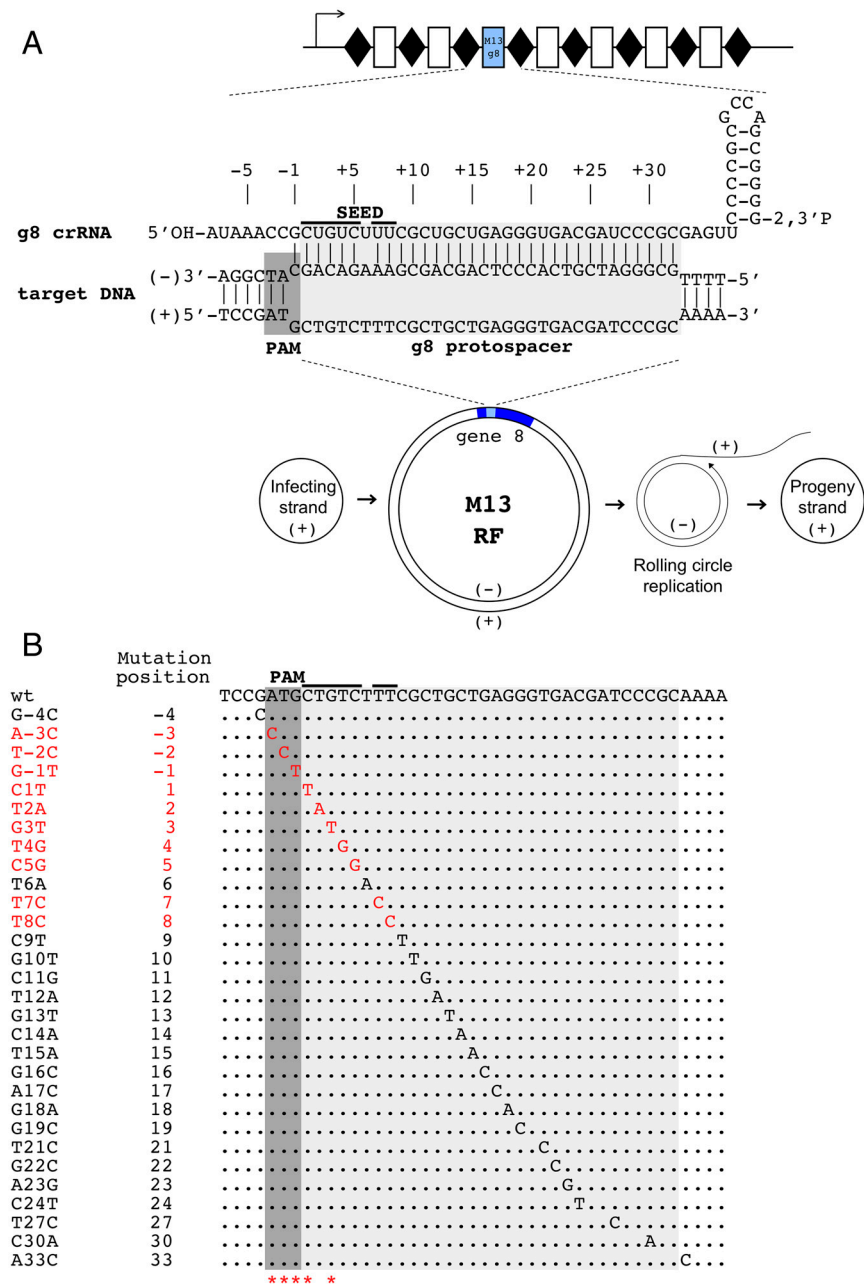 A
M13
g8
CC
G A
C–G
G–C
C–G
C–G
C–G
C–G–2,3′P
−5 −1 +5 +10 +15 +20 +25 +30
SEED
g8 crRNA 5′OH–AUAAACCGCUGUCUUUCGCUGCUGAGGGUGACGAUCCCGCGAGUU
(–)3′–AGGCTACGACAGAAAGCGACGACTCCCACTGCTAGGGCGTTTT–5′
target DNA
(+)5′–TCCGATGCTGTCTTTCGCTGCTGAGGGTGACGATCCCGCAAAA–3′
PAM g8 protospacer
gene 8
Infecting
strand
(+)
M13
RF
(–)
(+)
(+)
(–)
Rolling circle
replication
Progeny
strand
(+)
B
Mutation
position
PAM
wt TCCGATGCTGTCTTTCGCTGCTGAGGGTGACGATCCCGCAAAA
G-4C -4 ...C.......................................
A-3C -3 ....C......................................
T-2C -2 .....C.....................................
G-1T -1 ......T....................................
C1T 1 .......T...................................
T2A 2 ........A..................................
G3T 3 .........T.................................
T4G 4 ..........G................................
C5G 5 ...........G...............................
T6A 6 ............A..............................
T7C 7 .............C.............................
T8C 8 ..............C............................
C9T 9 ...............T...........................
G10T 10 ................T..........................
C11G 11 .................G.........................
T12A 12 ..................A........................
G13T 13 ...................T.......................
C14A 14 ....................A......................
T15A 15 .....................A.....................
G16C 16 ......................C....................
A17C 17 .......................C...................
G18A 18 ........................A..................
G19C 19 .........................C.................
T21C 21 ...........................C...............
G22C 22 ............................C..............
A23G 23 .............................G.............
C24T 24 ..............................T............
T27C 27 .................................C.........
C30A 30 ....................................A......
A33C 33 .......................................C...
**** *